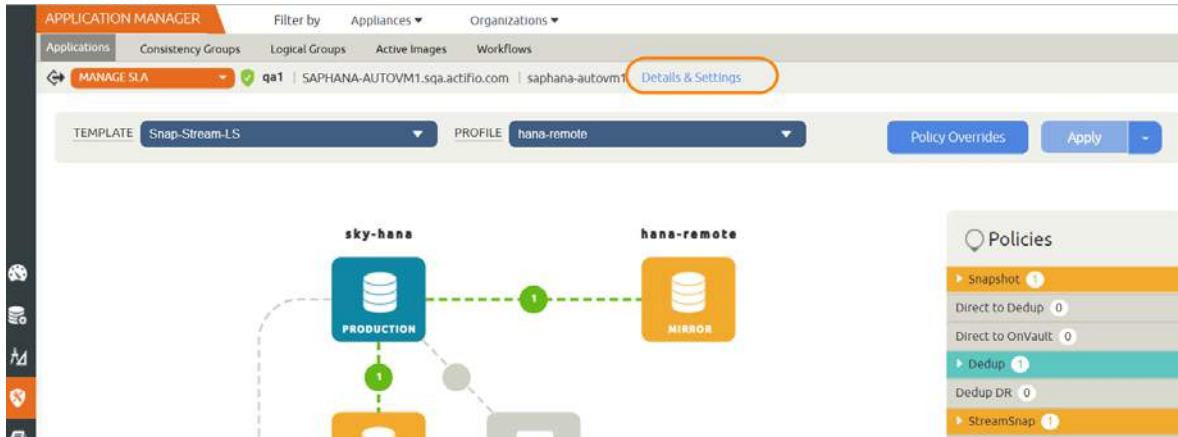 APPLICATION MANAGER Filter by Appliances Organizations
Applications Consistency Groups Logical Groups Active Images Workflows
MANAGE SLA qa1 | SAPHANA-AUTOVM1.sqa.actifio.com | saphana-autovm1 Details & Settings
TEMPLATE Snap-Stream-LS PROFILE hana-remote Policy Overrides Apply
sky-hana hana-remote
Policies
Snapshot 1
Direct to Dedup 0
PRODUCTION 1 MIRROR
Direct to OnVault 0
Dedup 1
1
Dedup DR 0
StreamSnap 1